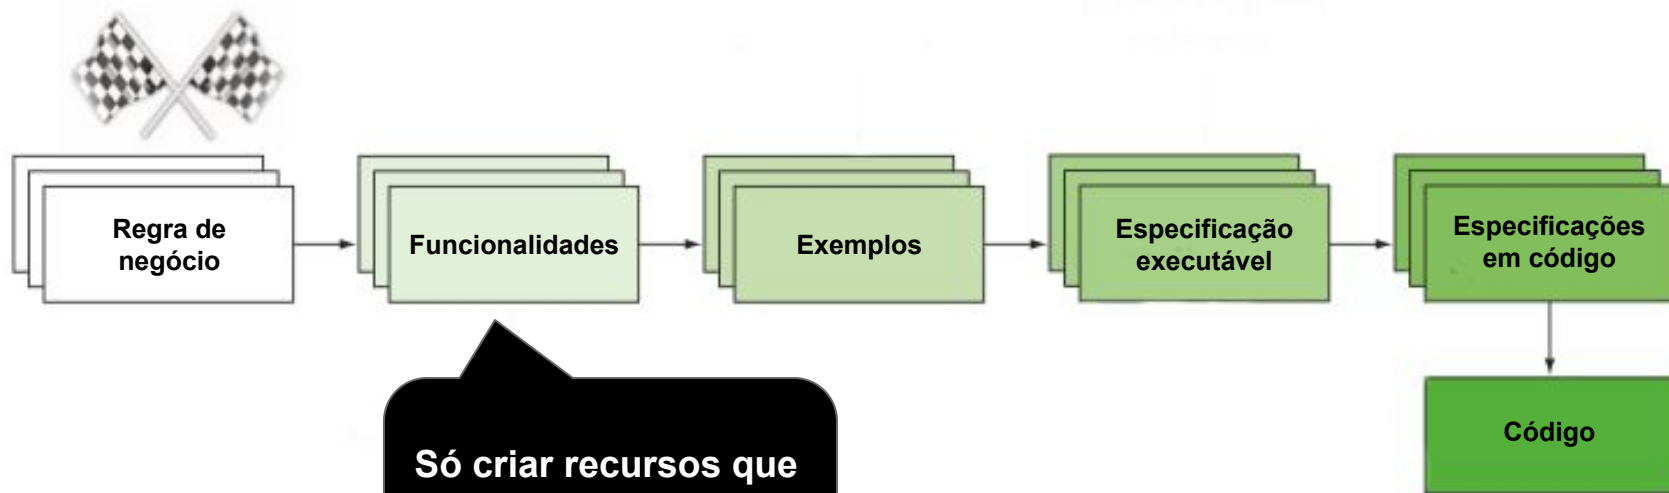 Regra de
negócio
Funcionalidades
Exemplos
Especificação
executável
Especificações
em código
Código
Só criar recursos que